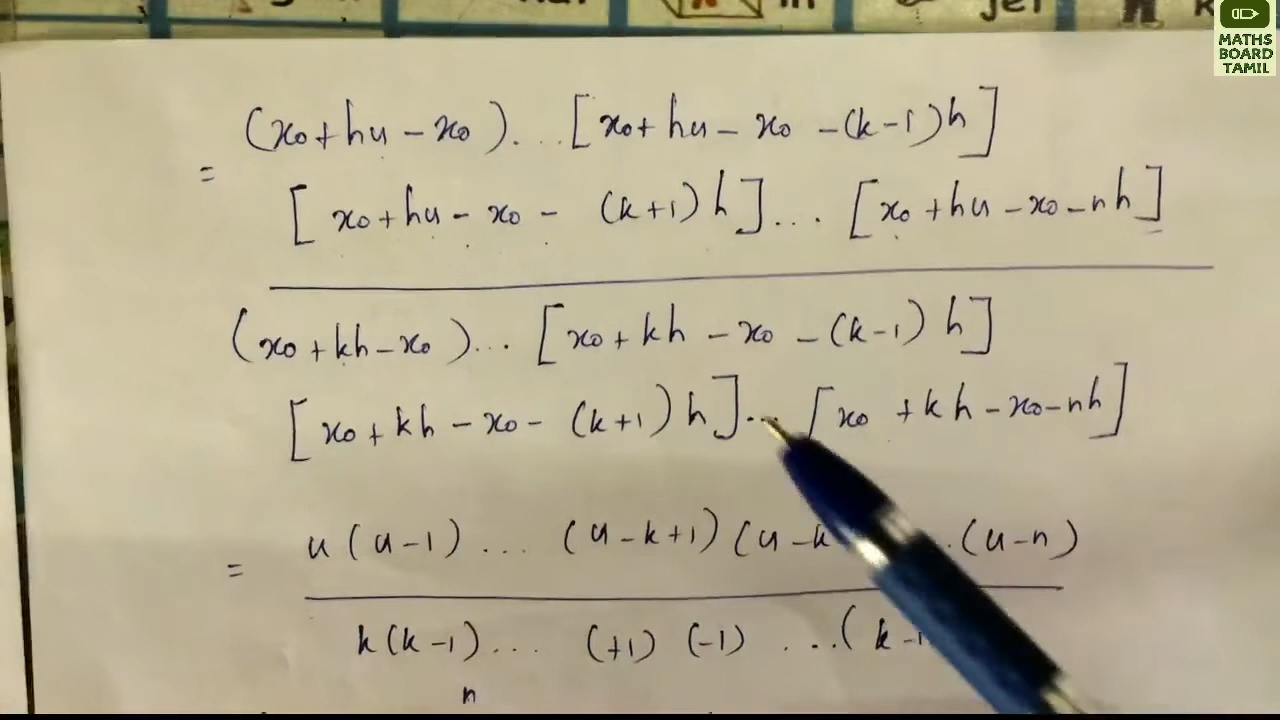 jet
MATHS
BOARD
TAMIL
(x₀+hu-x₀)...[x₀+hu-x₀-(k-1)h]
=
[x₀+hu-x₀-(k+1)h]...[x₀+hu-x₀-nh]
(x₀+kh-x₀)...[x₀+kh-x₀-(k-1)h]
[x₀+kh-x₀-(k+1)h]...[x₀+kh-x₀-nh]
= u(u-1)...(u-k+1)(u-k ..(u-n)
k(k-1)...(+1)(-1)...(k-
n